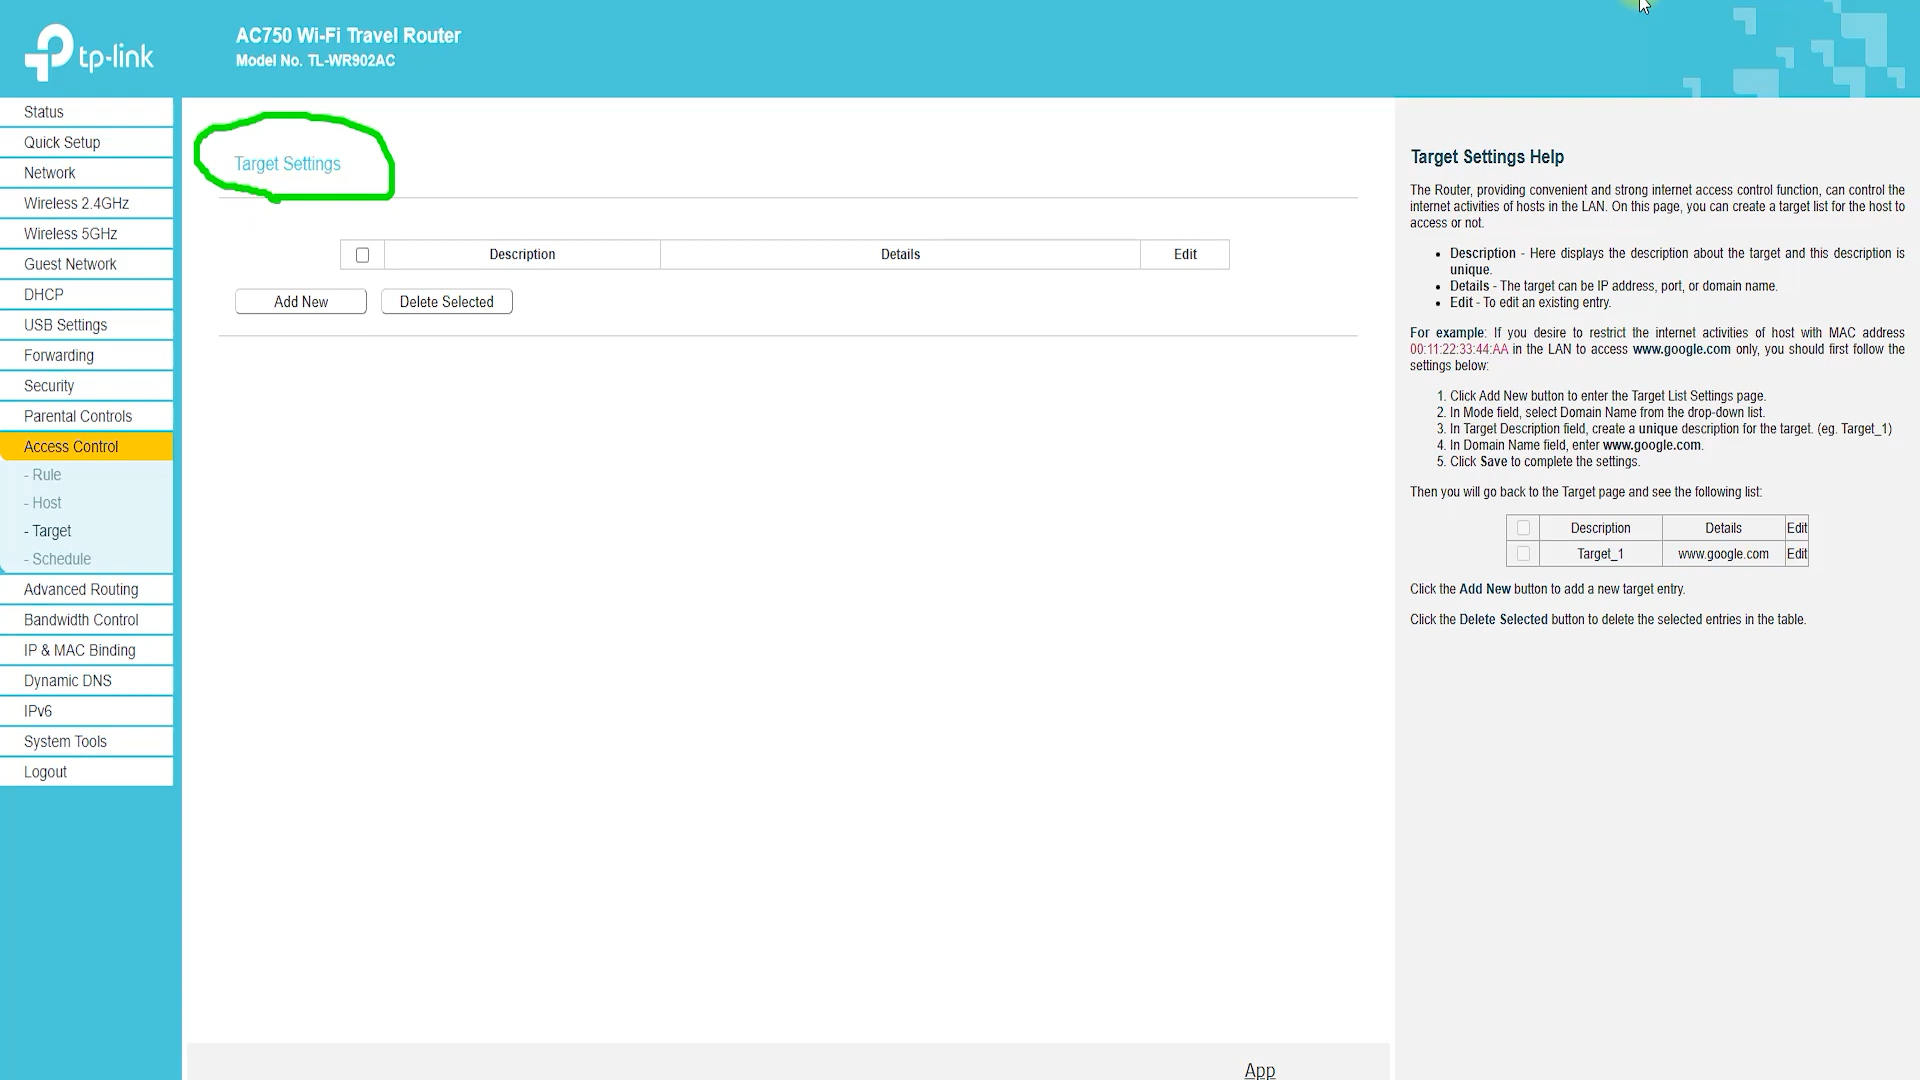 tp-link
AC750 Wi-Fi Travel Router
Model No. TL-WR902AC
Status
Quick Setup
Network
Wireless 2.4GHz
Wireless 5GHz
Guest Network
DHCP
USB Settings
Forwarding
Security
Parental Controls
Access Control
- Rule
- Host
- Target
- Schedule
Advanced Routing
Bandwidth Control
IP & MAC Binding
Dynamic DNS
IPv6
System Tools
Logout
Target Settings
Description Details Edit
Add New Delete Selected
App
Target Settings Help
The Router, providing convenient and strong internet access control function, can control the
internet activities of hosts in the LAN. On this page, you can create a target list for the host to
access or not.
• Description - Here displays the description about the target and this description is
unique.
• Details - The target can be IP address, port, or domain name.
• Edit - To edit an existing entry.
For example: If you desire to restrict the internet activities of host with MAC address
00:11:22:33:44:AA in the LAN to access www.google.com only, you should first follow the
settings below:
1. Click Add New button to enter the Target List Settings page.
2. In Mode field, select Domain Name from the drop-down list.
3. In Target Description field, create a unique description for the target. (eg. Target_1)
4. In Domain Name field, enter www.google.com.
5. Click Save to complete the settings.
Then you will go back to the Target page and see the following list:
Description Details Edit
Target_1 www.google.com Edit
Click the Add New button to add a new target entry.
Click the Delete Selected button to delete the selected entries in the table.